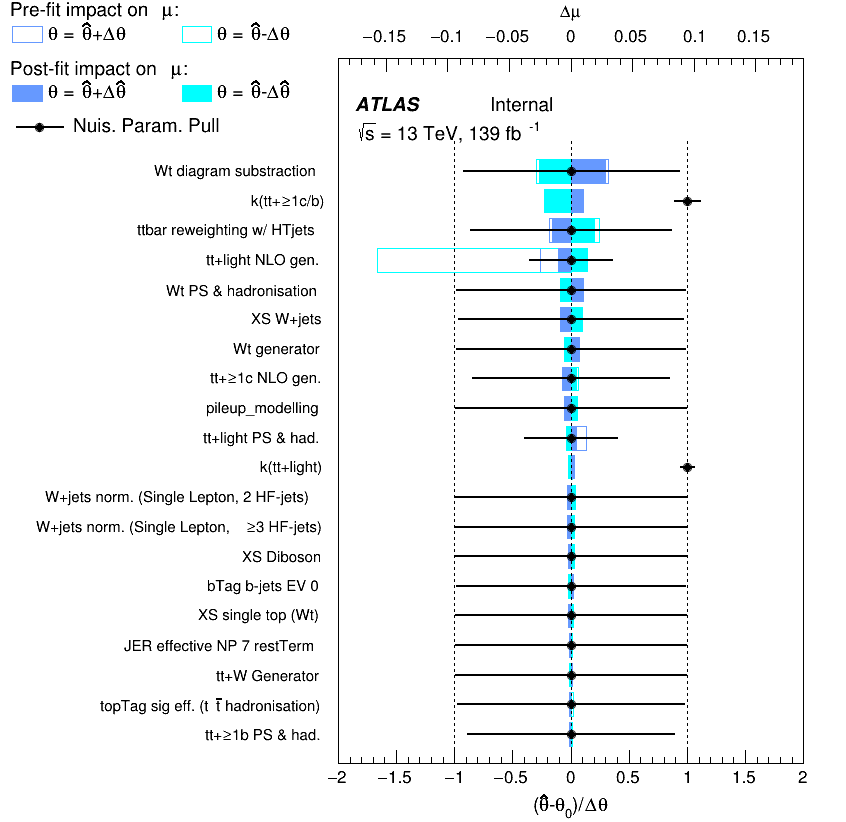 Pre-fit impact on μ:
θ = θ̂+Δθ θ = θ̂-Δθ
Post-fit impact on μ:
θ = θ̂+Δθ̂ θ = θ̂-Δθ̂
Nuis. Param. Pull
Δμ
−0.15 −0.1 −0.05 0 0.05 0.1 0.15
ATLAS Internal
√s = 13 TeV, 139 fb⁻¹
Wt diagram substraction
k(tt+≥1c/b)
ttbar reweighting w/ HTjets
tt+light NLO gen.
Wt PS & hadronisation
XS W+jets
Wt generator
tt+≥1c NLO gen.
pileup_modelling
tt+light PS & had.
k(tt+light)
W+jets norm. (Single Lepton, 2 HF-jets)
W+jets norm. (Single Lepton, ≥3 HF-jets)
XS Diboson
bTag b-jets EV 0
XS single top (Wt)
JER effective NP 7 restTerm
tt+W Generator
topTag sig eff. (t t̄ hadronisation)
tt+≥1b PS & had.
−2 −1.5 −1 −0.5 0 0.5 1 1.5 2
(θ̂-θ₀)/Δθ